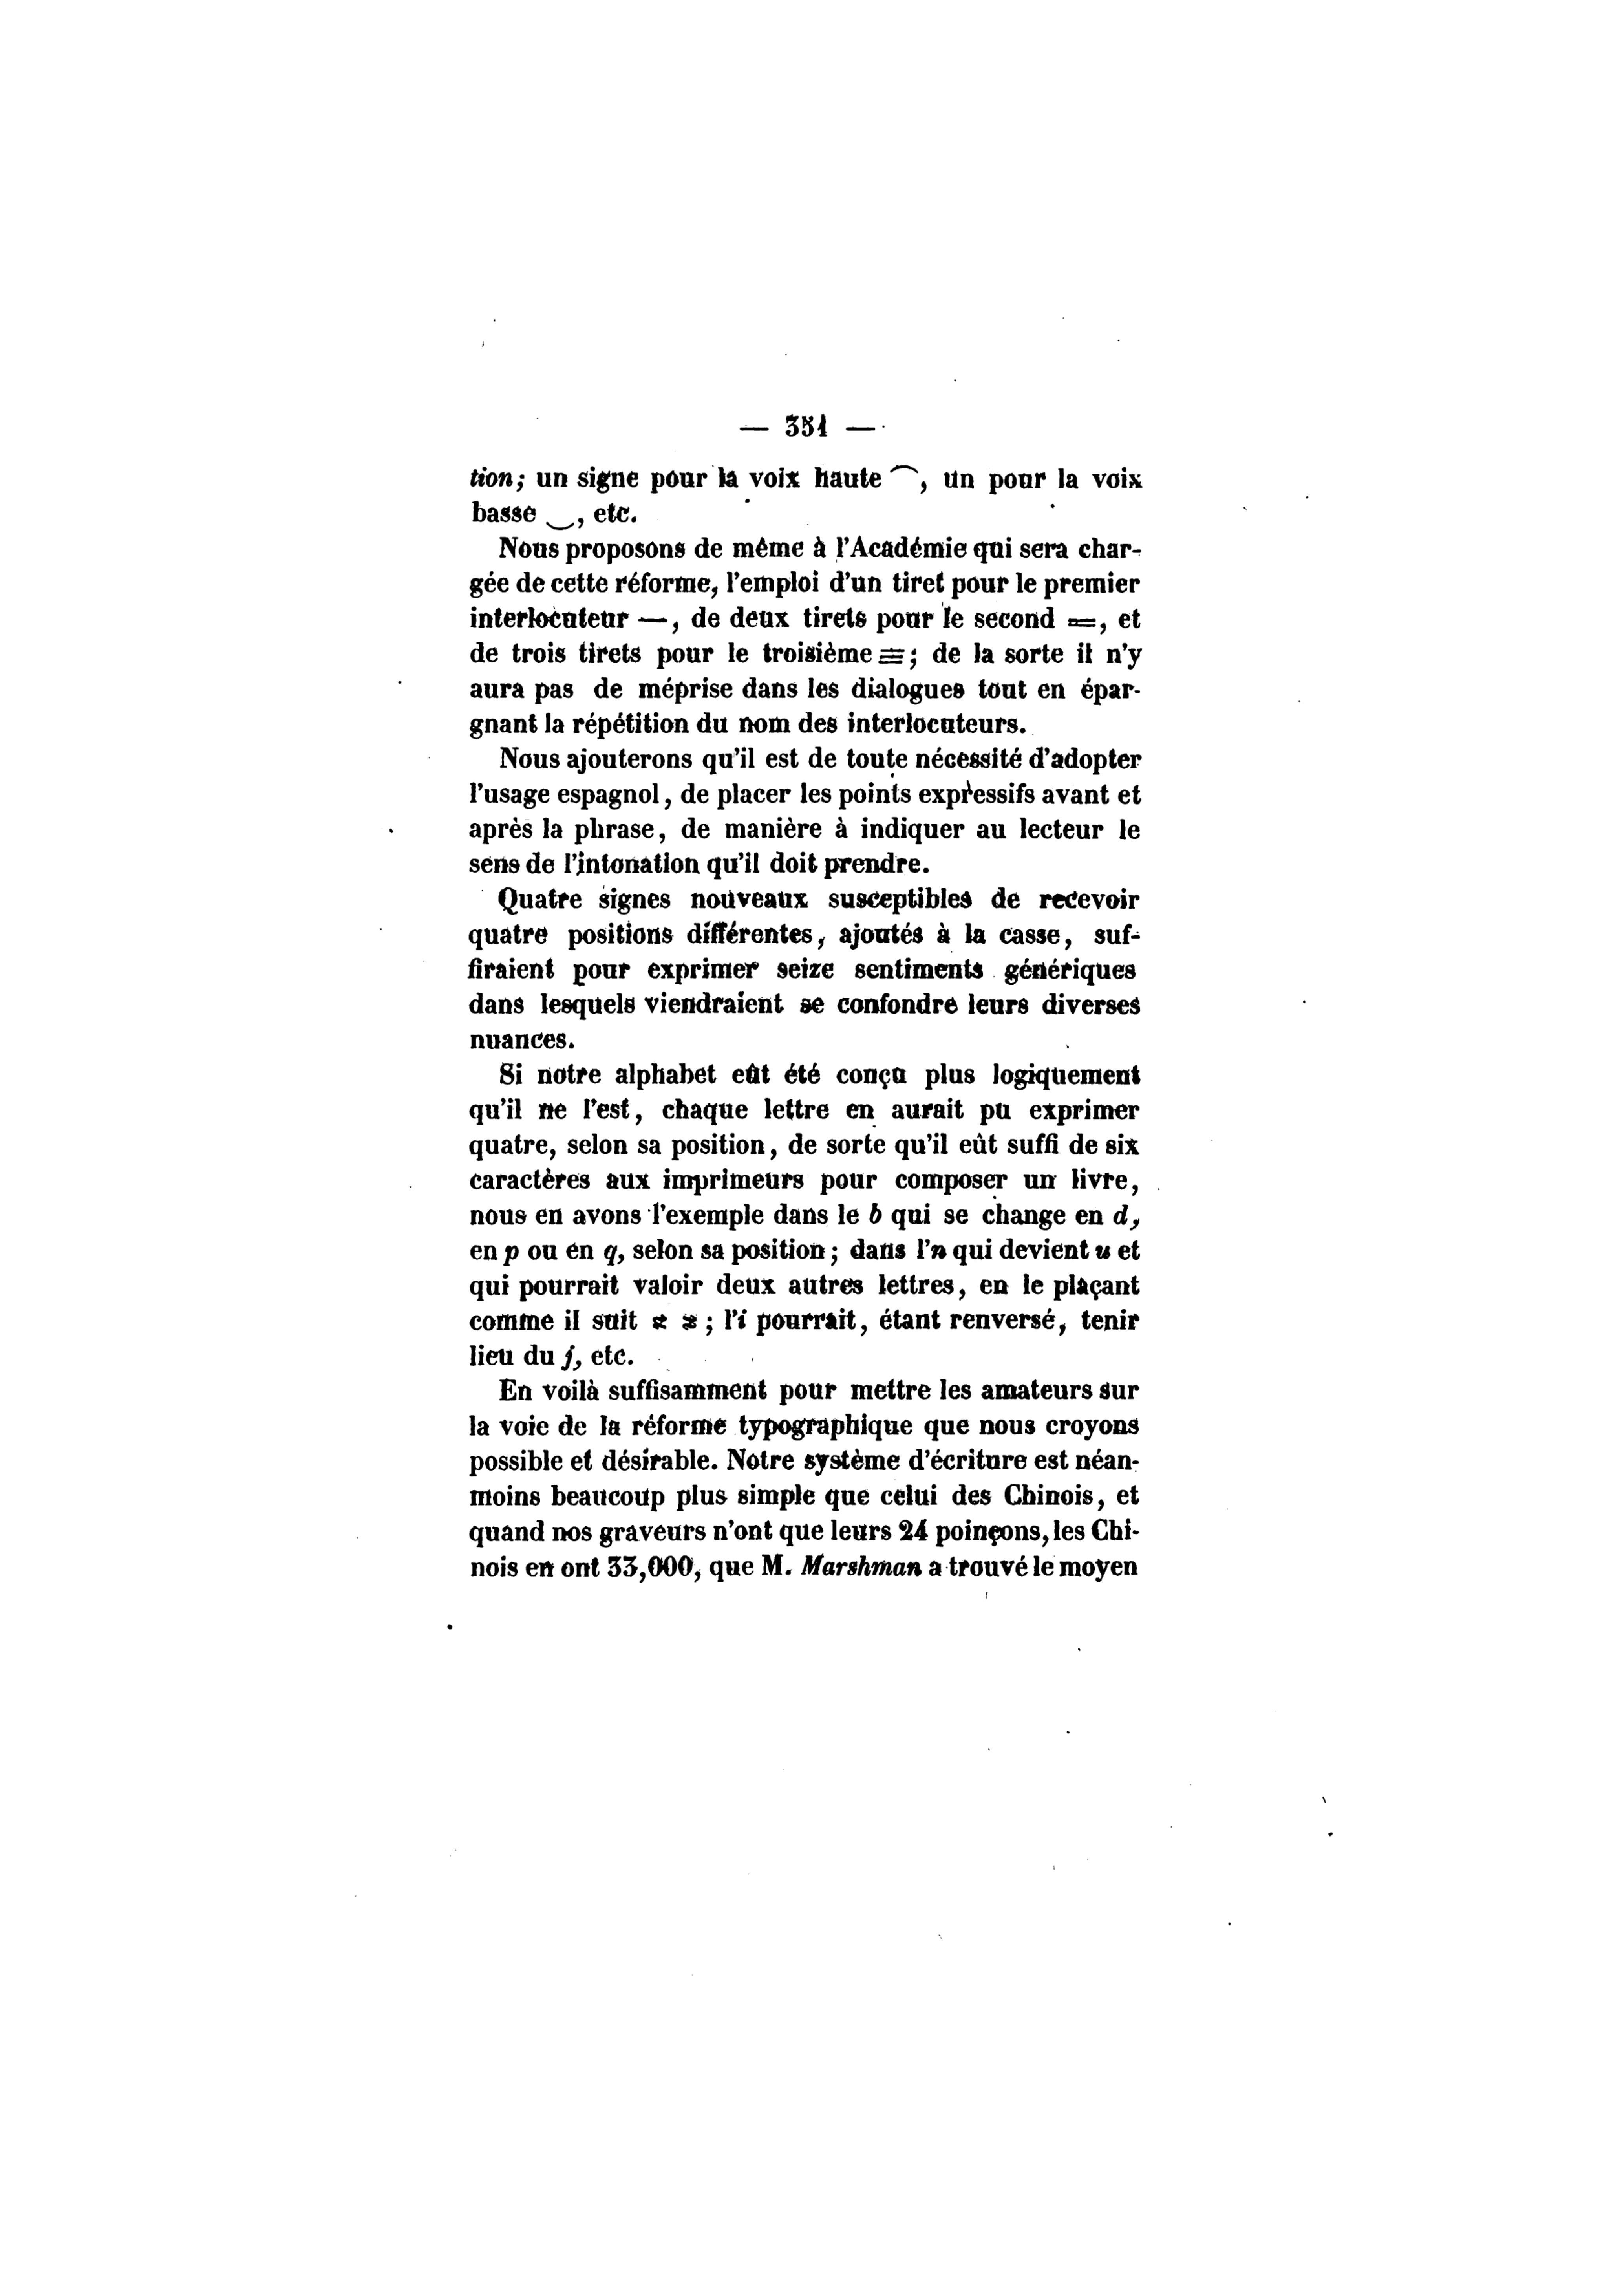 — 351 —
tion; un signe pour la voix haute ⁀, un pour la voix
basse ‿, etc.
Nous proposons de même à l'Académie qui sera char-
gée de cette réforme, l'emploi d'un tiret pour le premier
interlocuteur —, de deux tirets pour le second =, et
de trois tirets pour le troisième ≡; de la sorte il n'y
aura pas de méprise dans les dialogues tout en épar-
gnant la répétition du nom des interlocuteurs.
Nous ajouterons qu'il est de toute nécessité d'adopter
l'usage espagnol, de placer les points expressifs avant et
après la phrase, de manière à indiquer au lecteur le
sens de l'intonation qu'il doit prendre.
Quatre signes nouveaux susceptibles de recevoir
quatre positions différentes, ajoutés à la casse, suf-
firaient pour exprimer seize sentiments génériques
dans lesquels viendraient se confondre leurs diverses
nuances.
Si notre alphabet eût été conçu plus logiquement
qu'il ne l'est, chaque lettre en aurait pu exprimer
quatre, selon sa position, de sorte qu'il eût suffi de six
caractères aux imprimeurs pour composer un livre,
nous en avons l'exemple dans le b qui se change en d,
en p ou en q, selon sa position; dans l'n qui devient u et
qui pourrait valoir deux autres lettres, en le plaçant
comme il suit ; l'i pourrait, étant renversé, tenir
lieu du j, etc.
En voilà suffisamment pour mettre les amateurs sur
la voie de la réforme typographique que nous croyons
possible et désirable. Notre système d'écriture est néan-
moins beaucoup plus simple que celui des Chinois, et
quand nos graveurs n'ont que leurs 24 poinçons, les Chi-
nois en ont 33,000, que M. Marshman a trouvé le moyen